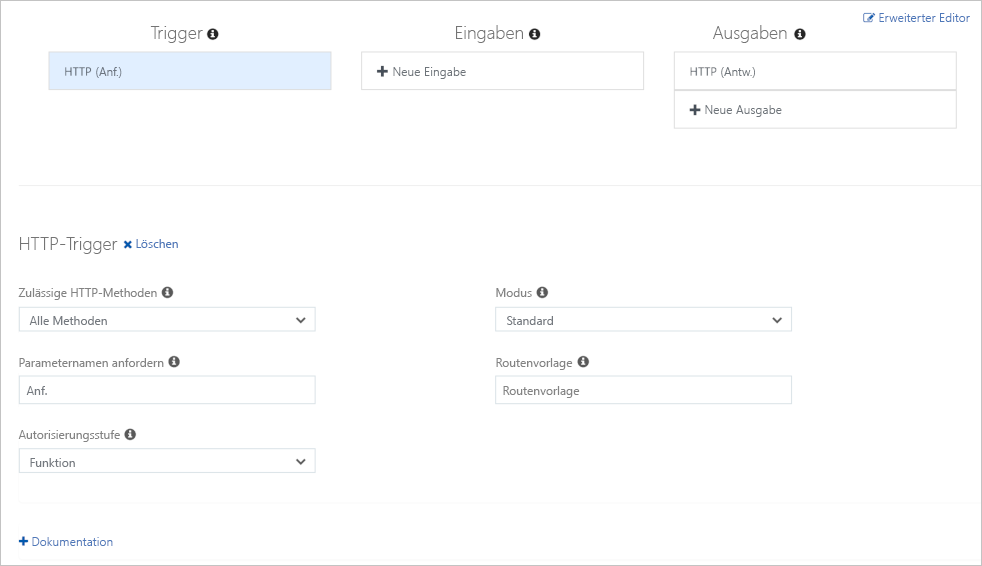 Erweiterter Editor
Trigger
Eingaben
Ausgaben
HTTP (Anf.)
Neue Eingabe
HTTP (Antw.)
Neue Ausgabe
HTTP-Trigger Löschen
Zulässige HTTP-Methoden
Modus
Alle Methoden
Standard
Parameternamen anfordern
Routenvorlage
Anf.
Routenvorlage
Autorisierungsstufe
Funktion
Dokumentation